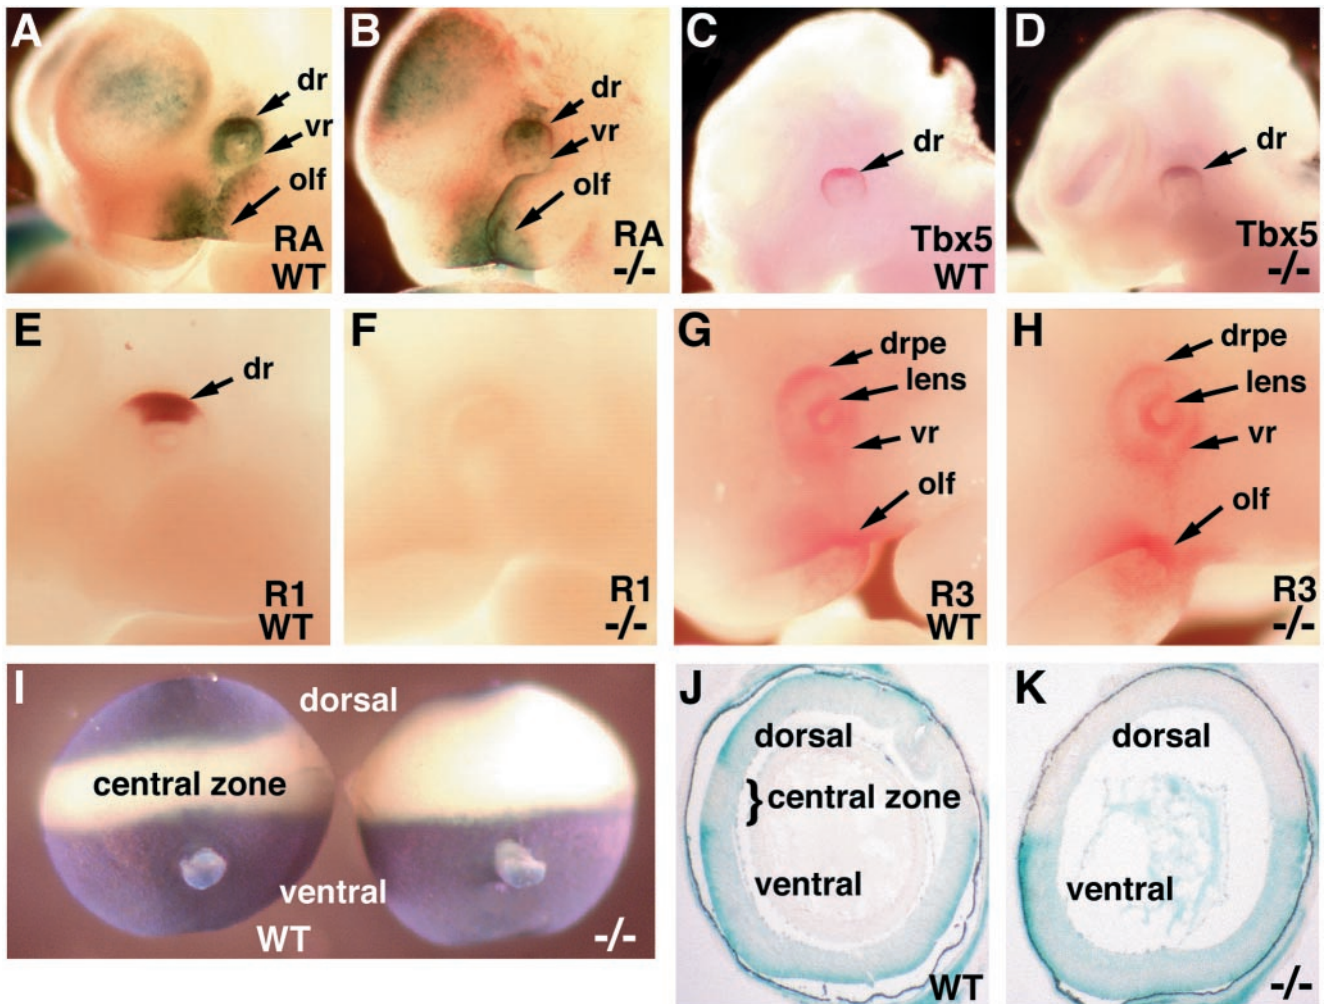 A
dr
vr
olf
RA
WT
B
dr
vr
olf
RA
-/-
C
dr
Tbx5
WT
D
dr
Tbx5
-/-
E
dr
R1
WT
F
R1
-/-
G
drpe
lens
vr
olf
R3
WT
H
drpe
lens
vr
olf
R3
-/-
I
dorsal
central zone
ventral
WT
-/-
J
dorsal
} central zone
ventral
WT
K
dorsal
ventral
-/-